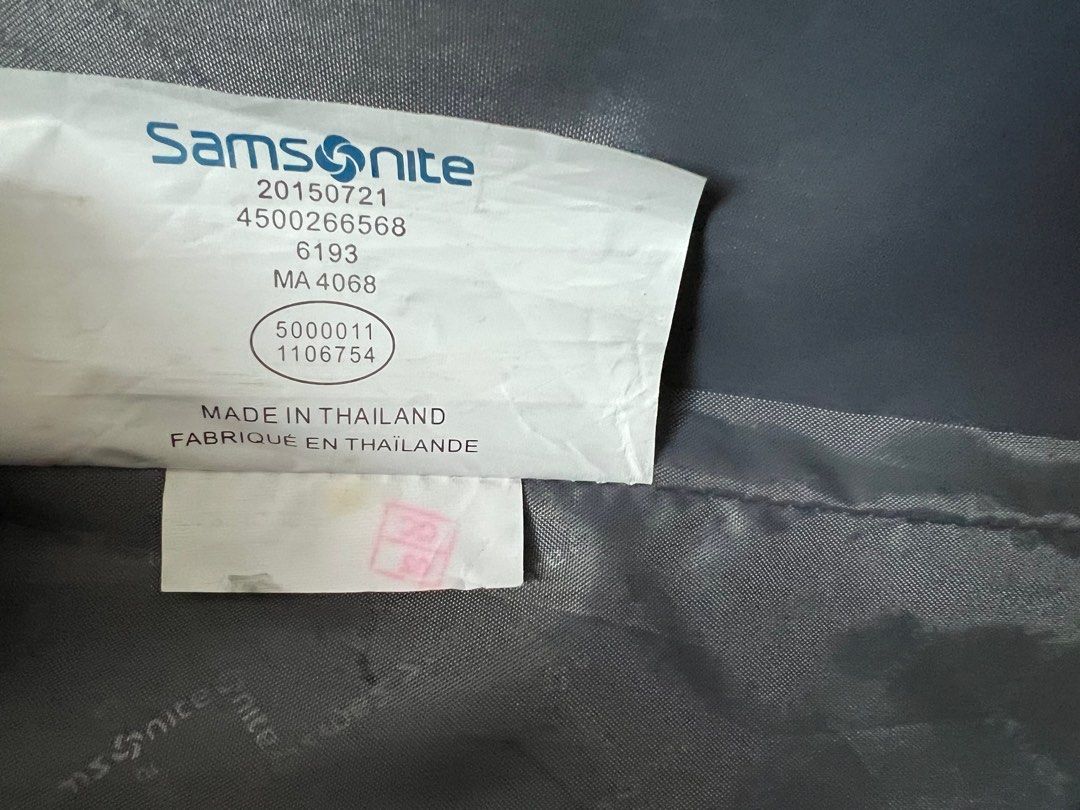 Samsonite
20150721
4500266568
6193
MA 4068
5000011
1106754
MADE IN THAILAND
FABRIQUÉ EN THAÏLANDE